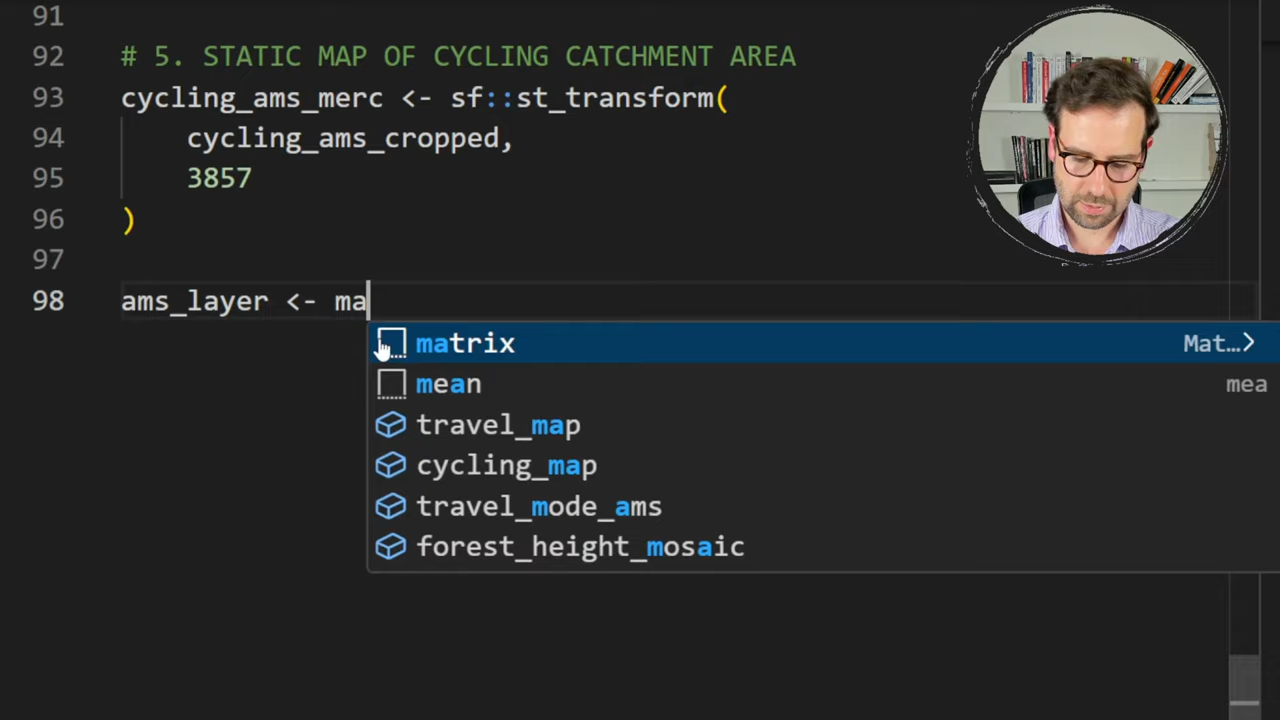 91
92 # 5. STATIC MAP OF CYCLING CATCHMENT AREA
93 cycling_ams_merc <- sf::st_transform(
94 cycling_ams_cropped,
95 3857
96 )
97
98 ams_layer <- ma
matrix Mat...
mean mea
travel_map
cycling_map
travel_mode_ams
forest_height_mosaic